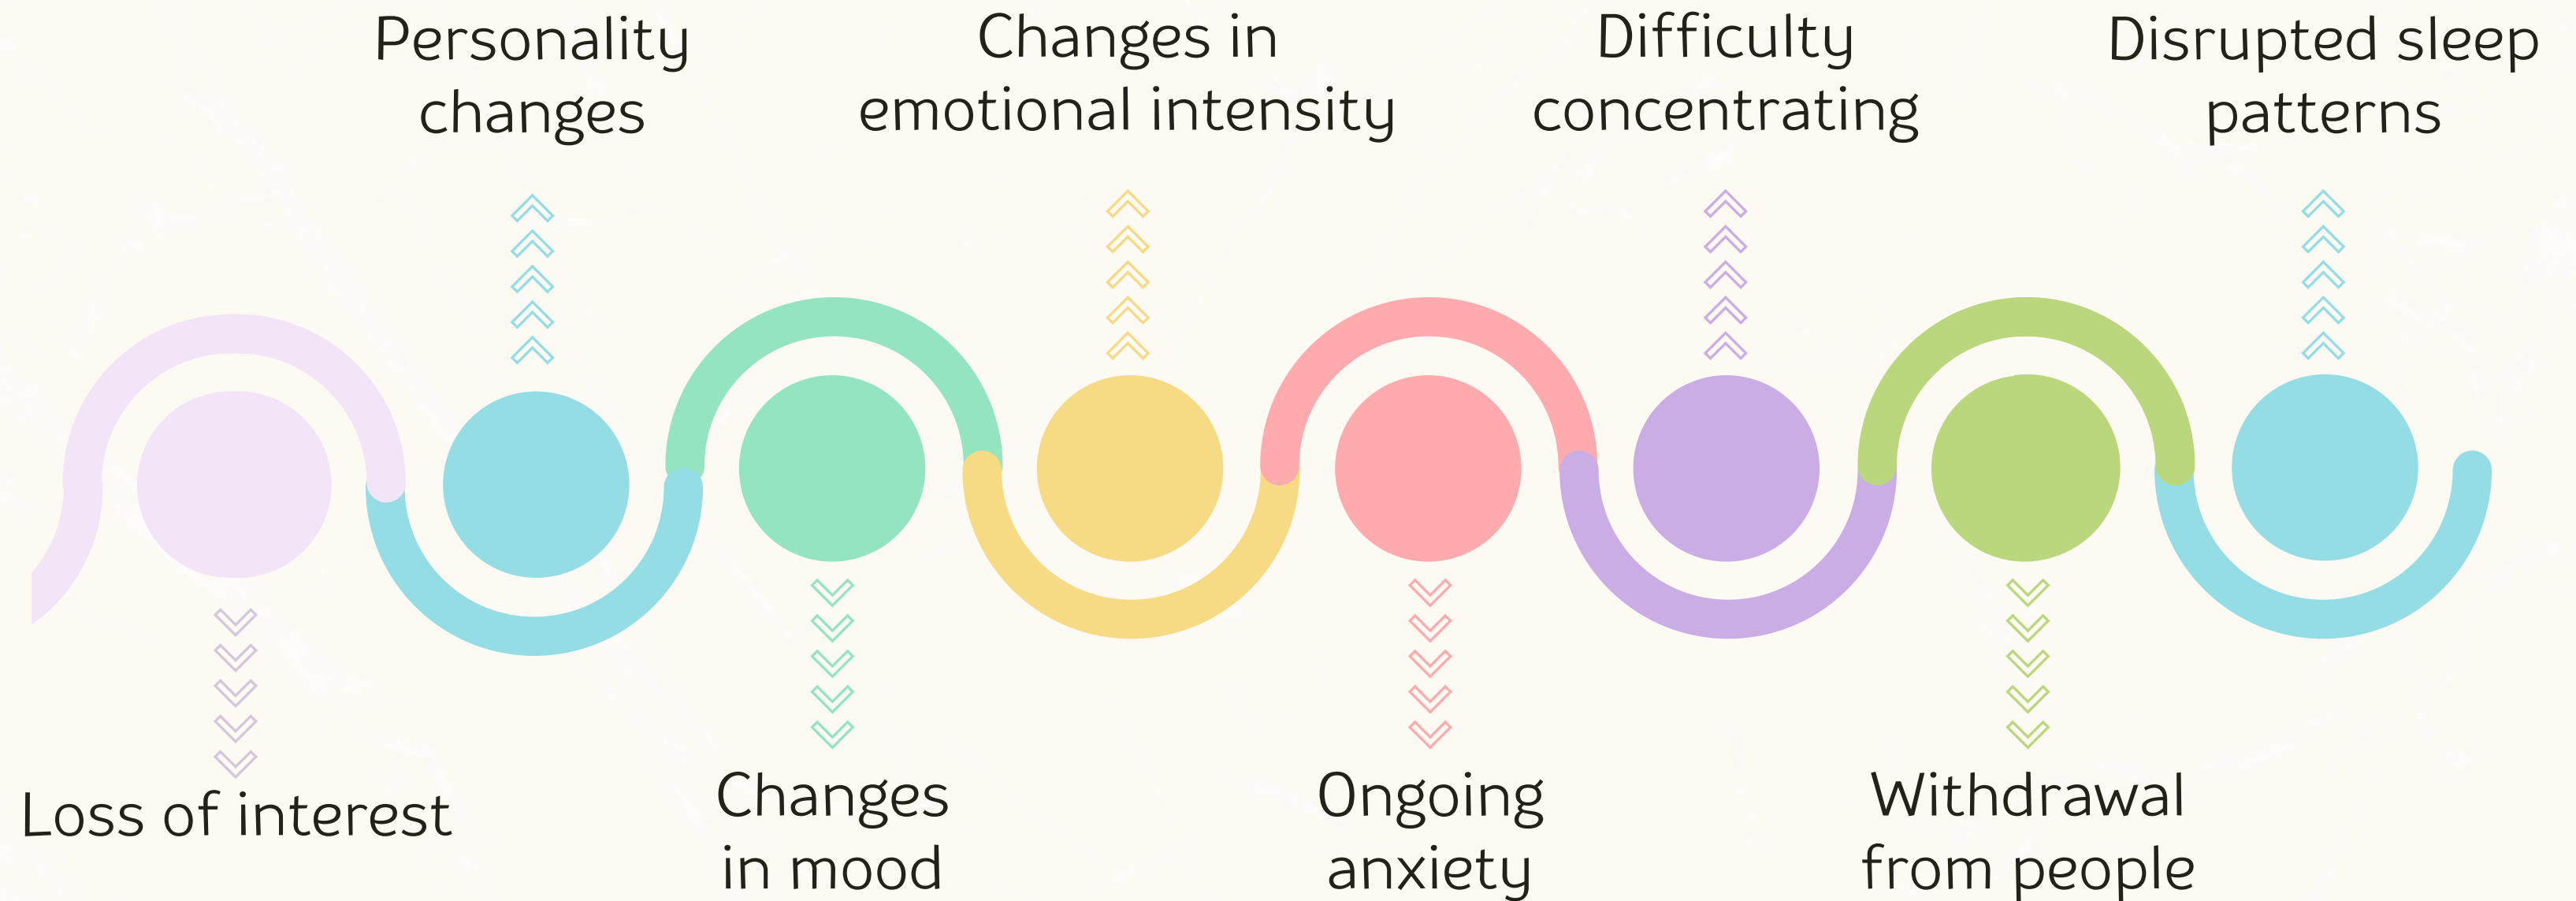 Personality
changes
Changes in
emotional intensity
Difficulty
concentrating
Disrupted sleep
patterns
Loss of interest
Changes
in mood
Ongoing
anxiety
Withdrawal
from people